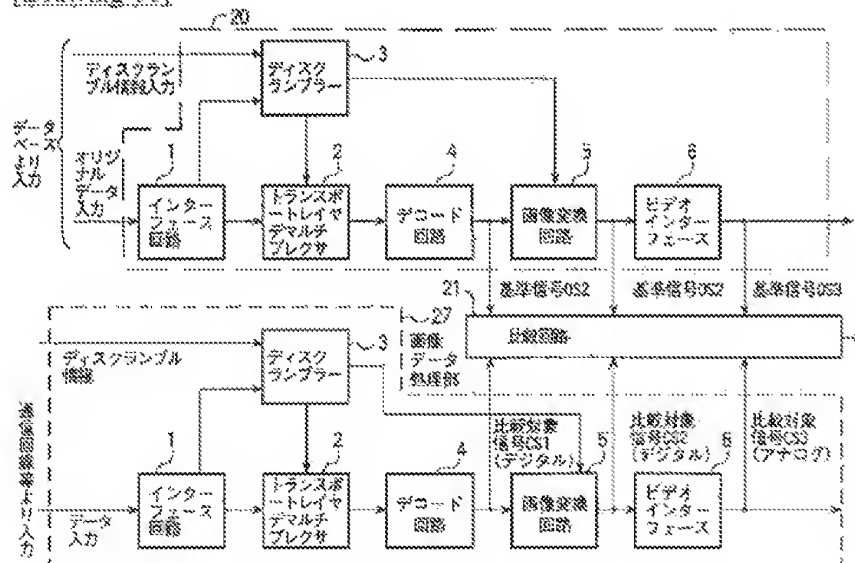 20
3
ディスクランブル情報入力
ディスクランブラー
データベースより入力
オリジナルデータ入力
1
2
4
5
6
インターフェース回路
トランスポートレイヤデマルチプレクサ
デコード回路
画像変換回路
ビデオインターフェース
基準信号OS2
基準信号OS2
基準信号OS3
21
比較回路
27
画像データ処理部
ディスクランブル情報
3
ディスクランブラー
比較対象信号CS1(デジタル)
比較対象信号CS2(デジタル)
比較対象信号CS3(アナログ)
データ入力
1
2
4
5
6
インターフェース回路
トランスポートレイヤデマルチプレクサ
デコード回路
画像変換回路
ビデオインターフェース